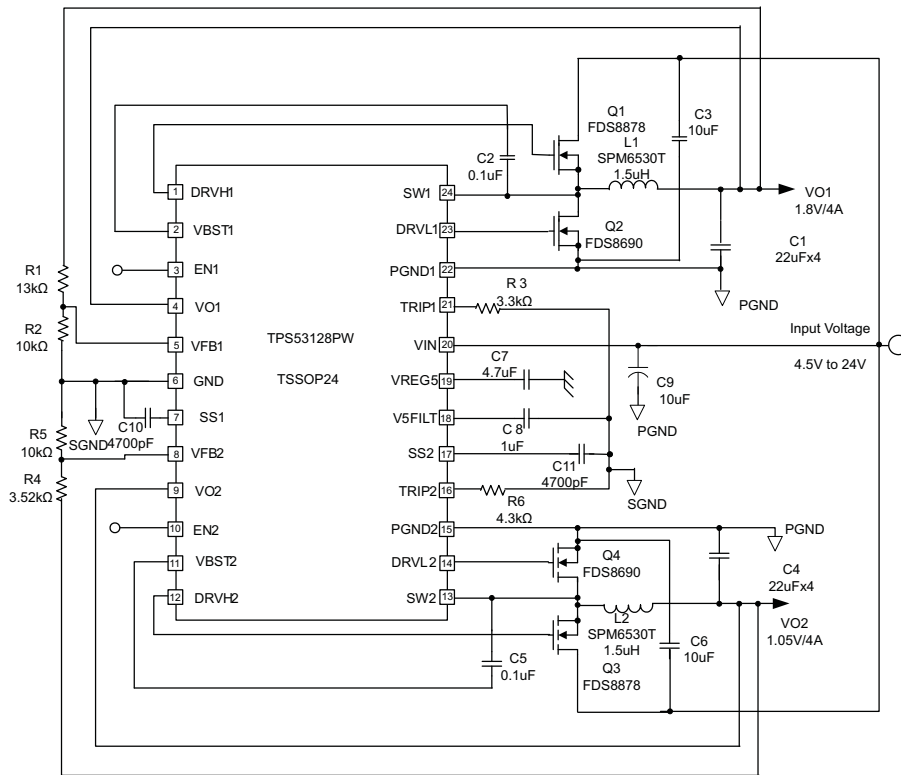 Q1
FDS8878
L1
SPM6530T
1.5uH
C3
10uF
C2
0.1uF
1 DRVH1
2 VBST1
3 EN1
4 VO1
5 VFB1
6 GND
7 SS1
8 VFB2
9 VO2
10 EN2
11 VBST2
12 DRVH2
TPS53128PW
TSSOP24
SW1 24
DRVL1 23
PGND1 22
TRIP1 21
VIN 20
VREG5 19
V5FILT 18
SS2 17
TRIP2 16
PGND2 15
DRVL2 14
SW2 13
VO1
1.8V/4A
Q2
FDS8690
C1
22uFx4
PGND
R1
13kΩ
R2
10kΩ
R 3
3.3kΩ
Input Voltage
4.5V to 24V
C7
4.7uF
C9
10uF
PGND
C10
4700pF
SGND
R5
10kΩ
R4
3.52kΩ
C 8
1uF
C11
4700pF
SGND
R6
4.3kΩ
PGND
Q4
FDS8690
C4
22uFx4
VO2
1.05V/4A
L2
SPM6530T
1.5uH
C6
10uF
Q3
FDS8878
C5
0.1uF